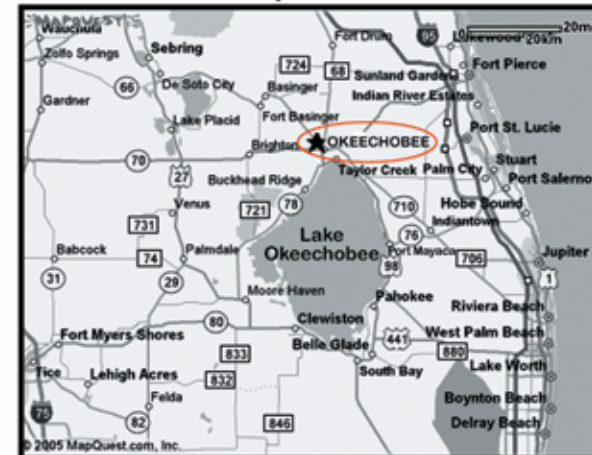 MAPQUEST
Wauchula
Zolfo Springs
Sebring
Fort Drum
95
Lakewood
20mi
20km
724
68
Sunland Garden
Fort Pierce
66
De Soto City
Basinger
Indian River Estates
Gardner
Fort Basinger
Lake Placid
Port St. Lucie
Brighton
OKEECHOBEE
70
Stuart
27
Taylor Creek
Palm City
Port Salerno
Buckhead Ridge
78
Venus
721
710
Hobe Sound
731
Lake
Okeechobee
76
Indiantown
Babcock
74
Palmdale
Port Mayaca
706
Jupiter
98
31
29
1
Moore Haven
Pahokee
Riviera Beach
80
Clewiston
441
West Palm Beach
Fort Myers Shores
833
Belle Glade
880
Tice
Lehigh Acres
832
South Bay
Lake Worth
Felda
Boynton Beach
75
82
846
Delray Beach
© 2005 MapQuest.com, Inc.